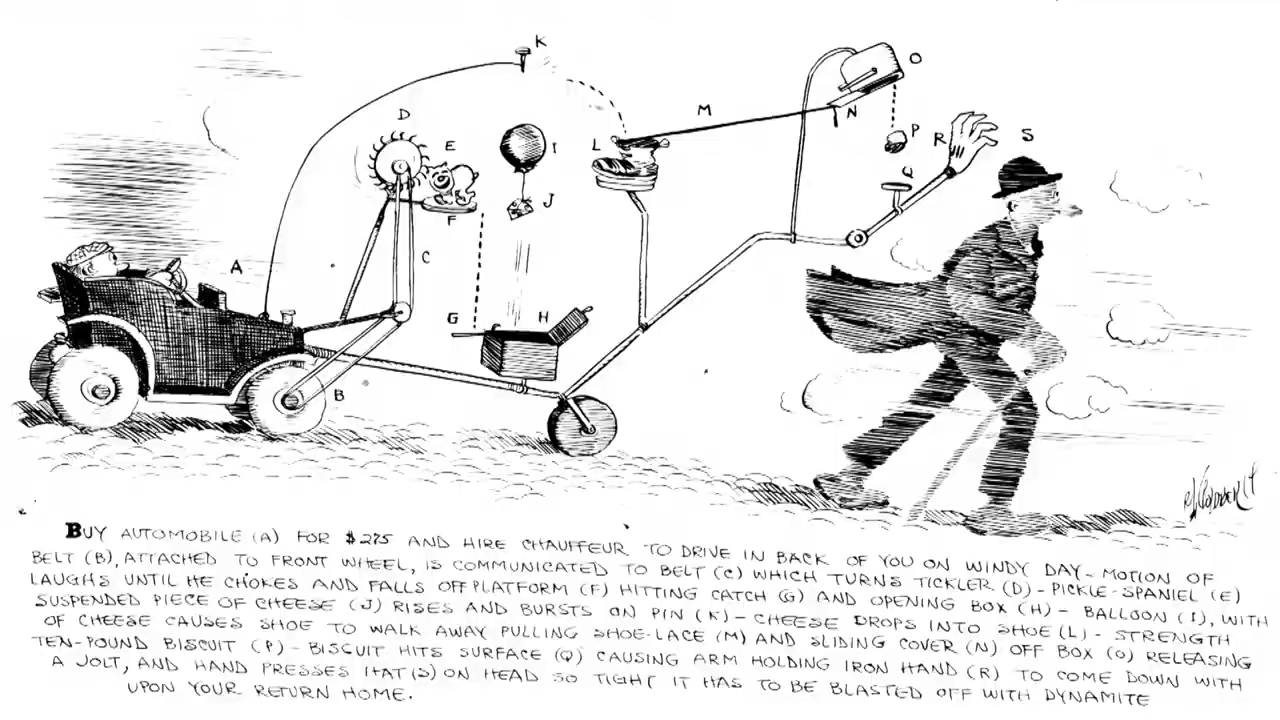 K
D
O
E
M
N
P
L
I
R
S
Q
J
F
A
C
G
H
B
R. L. GOLDBERG
BUY AUTOMOBILE (A) FOR $275 AND HIRE CHAUFFEUR TO DRIVE IN BACK OF YOU ON WINDY DAY - MOTION OF
BELT (B), ATTACHED TO FRONT WHEEL, IS COMMUNICATED TO BELT (C) WHICH TURNS TICKLER (D) - PICKLE-SPANIEL (E)
LAUGHS UNTIL HE CHOKES AND FALLS OFF PLATFORM (F) HITTING CATCH (G) AND OPENING BOX (H) - BALLOON (I), WITH
SUSPENDED PIECE OF CHEESE (J) RISES AND BURSTS ON PIN (K) - CHEESE DROPS INTO SHOE (L) - STRENGTH
OF CHEESE CAUSES SHOE TO WALK AWAY PULLING SHOE-LACE (M) AND SLIDING COVER (N) OFF BOX (O) RELEASING
TEN-POUND BISCUIT (P) - BISCUIT HITS SURFACE (Q) CAUSING ARM HOLDING IRON HAND (R) TO COME DOWN WITH
A JOLT, AND HAND PRESSES HAT (S) ON HEAD SO TIGHT IT HAS TO BE BLASTED OFF WITH DYNAMITE
UPON YOUR RETURN HOME.